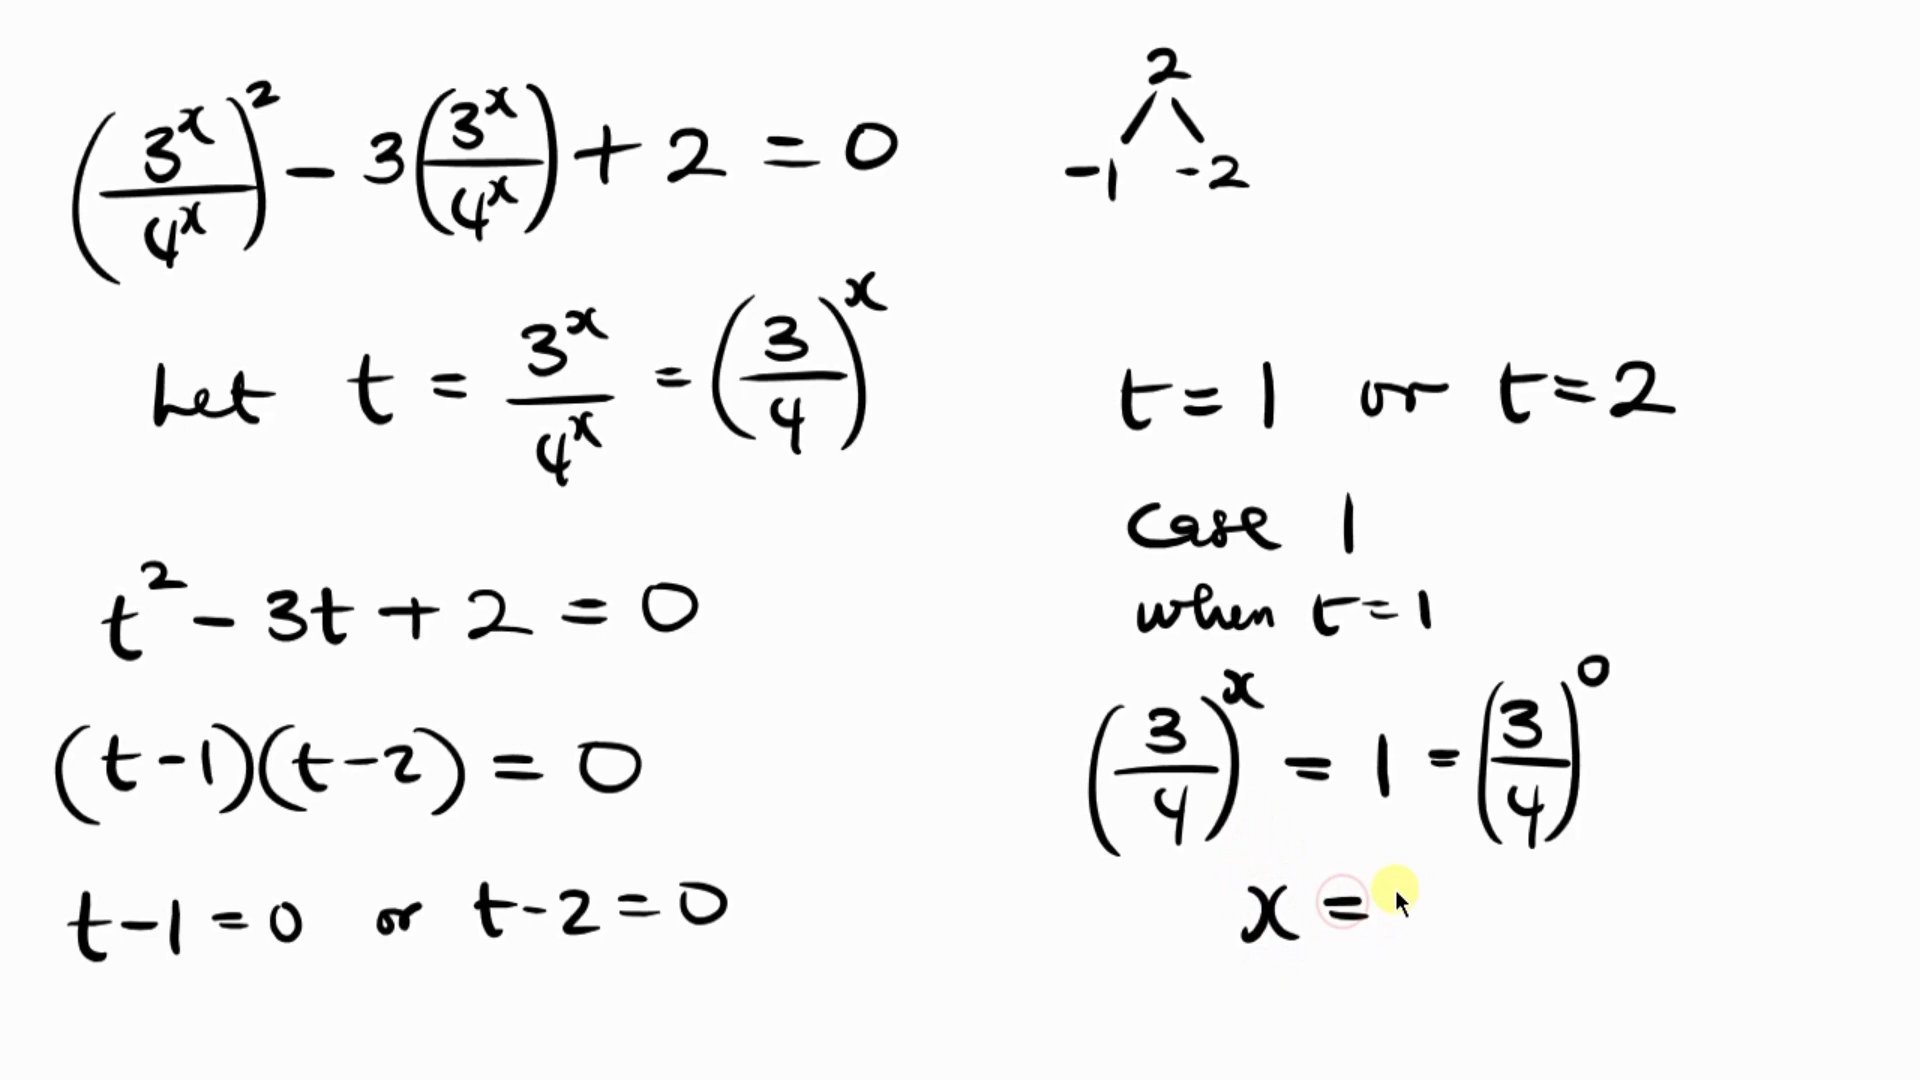 (3^x/4^x)^2 - 3(3^x/4^x) + 2 = 0
Let t = 3^x/4^x = (3/4)^x
t^2 - 3t + 2 = 0
(t-1)(t-2) = 0
t-1=0 or t-2=0
2
-1 -2
t=1 or t=2
Case 1
when t=1
(3/4)^x = 1 = (3/4)^0
x =